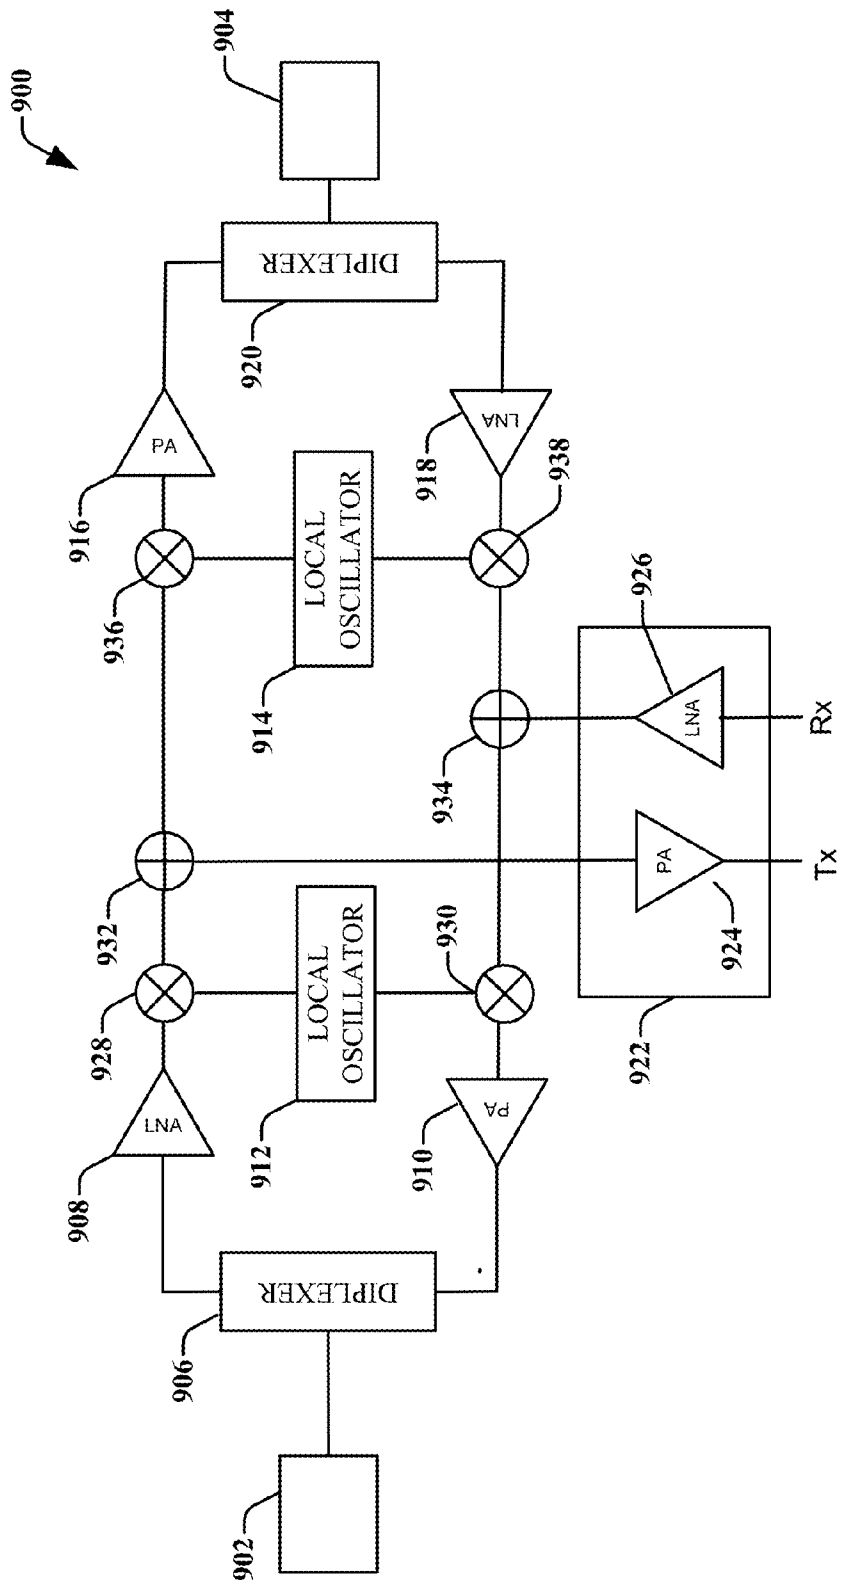 900
904
DIPLEXER
920
PA
916
LNA
918
936
938
LOCAL
OSCILLATOR
914
926
LNA
Rx
934
932
PA
Tx
924
922
928
930
LOCAL
OSCILLATOR
912
LNA
908
PA
910
DIPLEXER
906
902